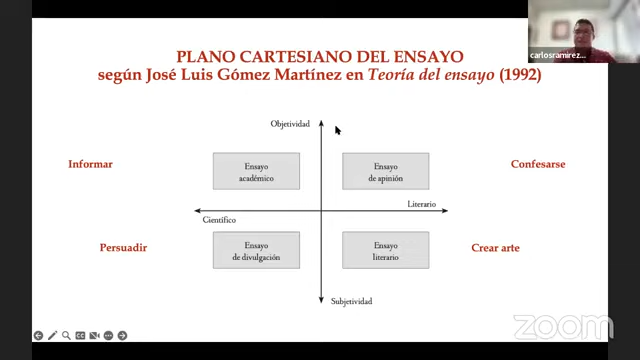 PLANO CARTESIANO DEL ENSAYO
según José Luis Gómez Martínez en Teoría del ensayo (1992)
carlosramirez...
Objetividad
Informar
Ensayo
académico
Ensayo
de opinión
Confesarse
Literario
Científico
Persuadir
Ensayo
de divulgación
Ensayo
literario
Crear arte
Subjetividad
CC
zoom